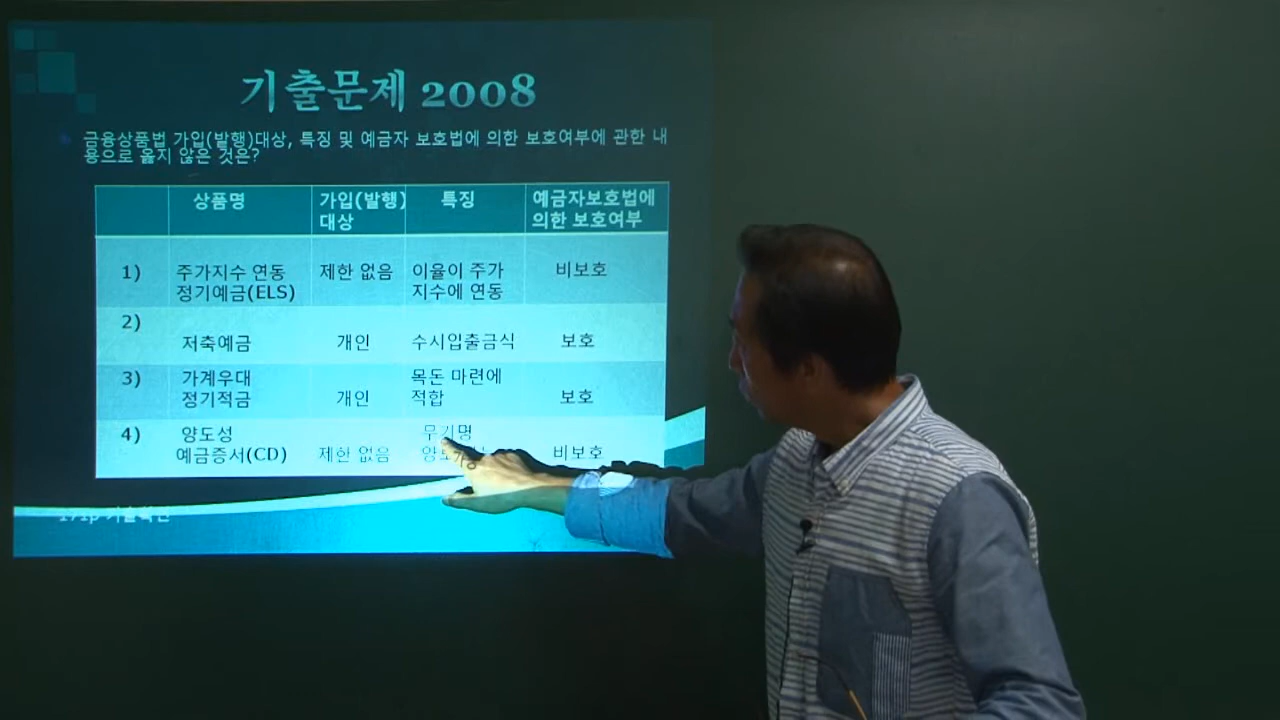 기출문제 2008
금융상품법 가입(발행)대상, 특징 및 예금자 보호법에 의한 보호여부에 관한 내
용으로 옳지 않은 것은?
상품명 가입(발행) 특징 예금자보호법에
대상 의한 보호여부
1) 주가지수 연동 제한 없음 이율이 주가 비보호
정기예금(ELS) 지수에 연동
2)
저축예금 개인 수시입출금식 보호
3) 가계우대 목돈 마련에
정기적금 개인 적합 보호
4) 양도성 무기명
예금증서(CD) 제한 없음 비보호
171p